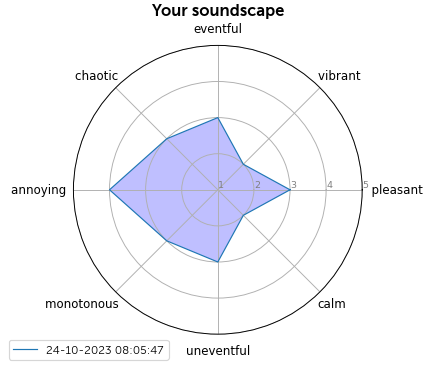 Your soundscape
eventful
chaotic
vibrant
annoying
1
2
3
4
5
pleasant
monotonous
calm
24-10-2023 08:05:47
uneventful